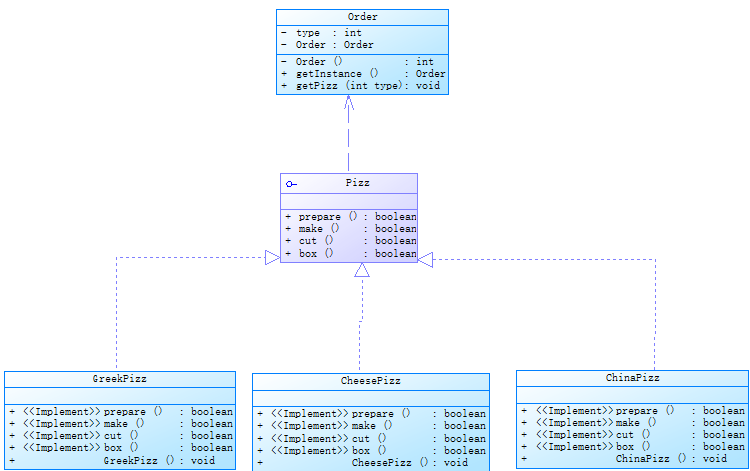 Order
- type : int
- Order : Order
- Order () : int
+ getInstance () : Order
+ getPizz (int type) : void
Pizz
+ prepare () : boolean
+ make () : boolean
+ cut () : boolean
+ box () : boolean
GreekPizz
+ <<Implement>> prepare () : boolean
+ <<Implement>> make () : boolean
+ <<Implement>> cut () : boolean
+ <<Implement>> box () : boolean
+ GreekPizz () : void
CheesePizz
+ <<Implement>> prepare () : boolean
+ <<Implement>> make () : boolean
+ <<Implement>> cut () : boolean
+ <<Implement>> box () : boolean
+ CheesePizz () : void
ChinaPizz
+ <<Implement>> prepare () : boolean
+ <<Implement>> make () : boolean
+ <<Implement>> cut () : boolean
+ <<Implement>> box () : boolean
+ ChinaPizz () : void